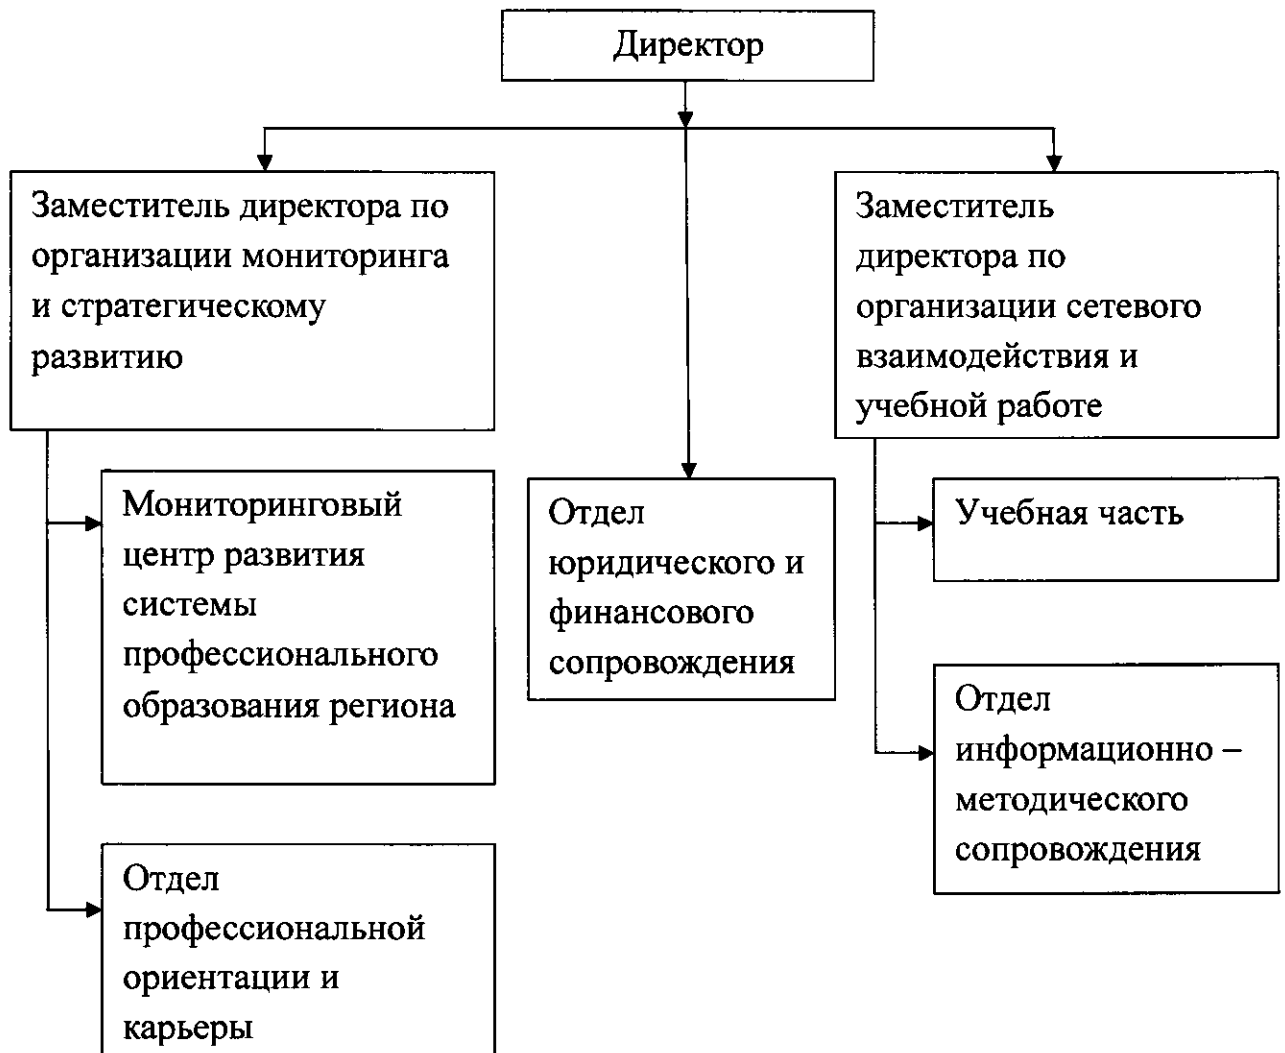 Директор
Заместитель директора по
организации мониторинга
и стратегическому
развитию
Заместитель
директора по
организации сетевого
взаимодействия и
учебной работе
Мониторинговый
центр развития
системы
профессионального
образования региона
Отдел
юридического и
финансового
сопровождения
Учебная часть
Отдел
информационно –
методического
сопровождения
Отдел
профессиональной
ориентации и
карьеры